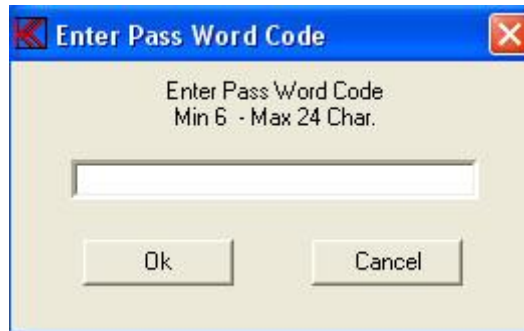 Enter Pass Word Code
Enter Pass Word Code
Min 6 - Max 24 Char.
Ok
Cancel